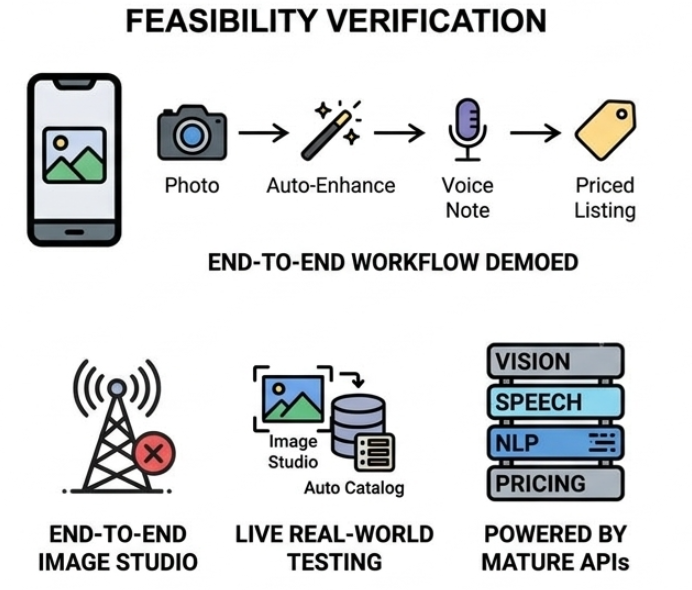 FEASIBILITY VERIFICATION
Photo
Auto-Enhance
Voice
Note
Priced
Listing
END-TO-END WORKFLOW DEMOED
Image
Studio
Auto Catalog
VISION
SPEECH
NLP
PRICING
END-TO-END
IMAGE STUDIO
LIVE REAL-WORLD
TESTING
POWERED BY
MATURE APIs